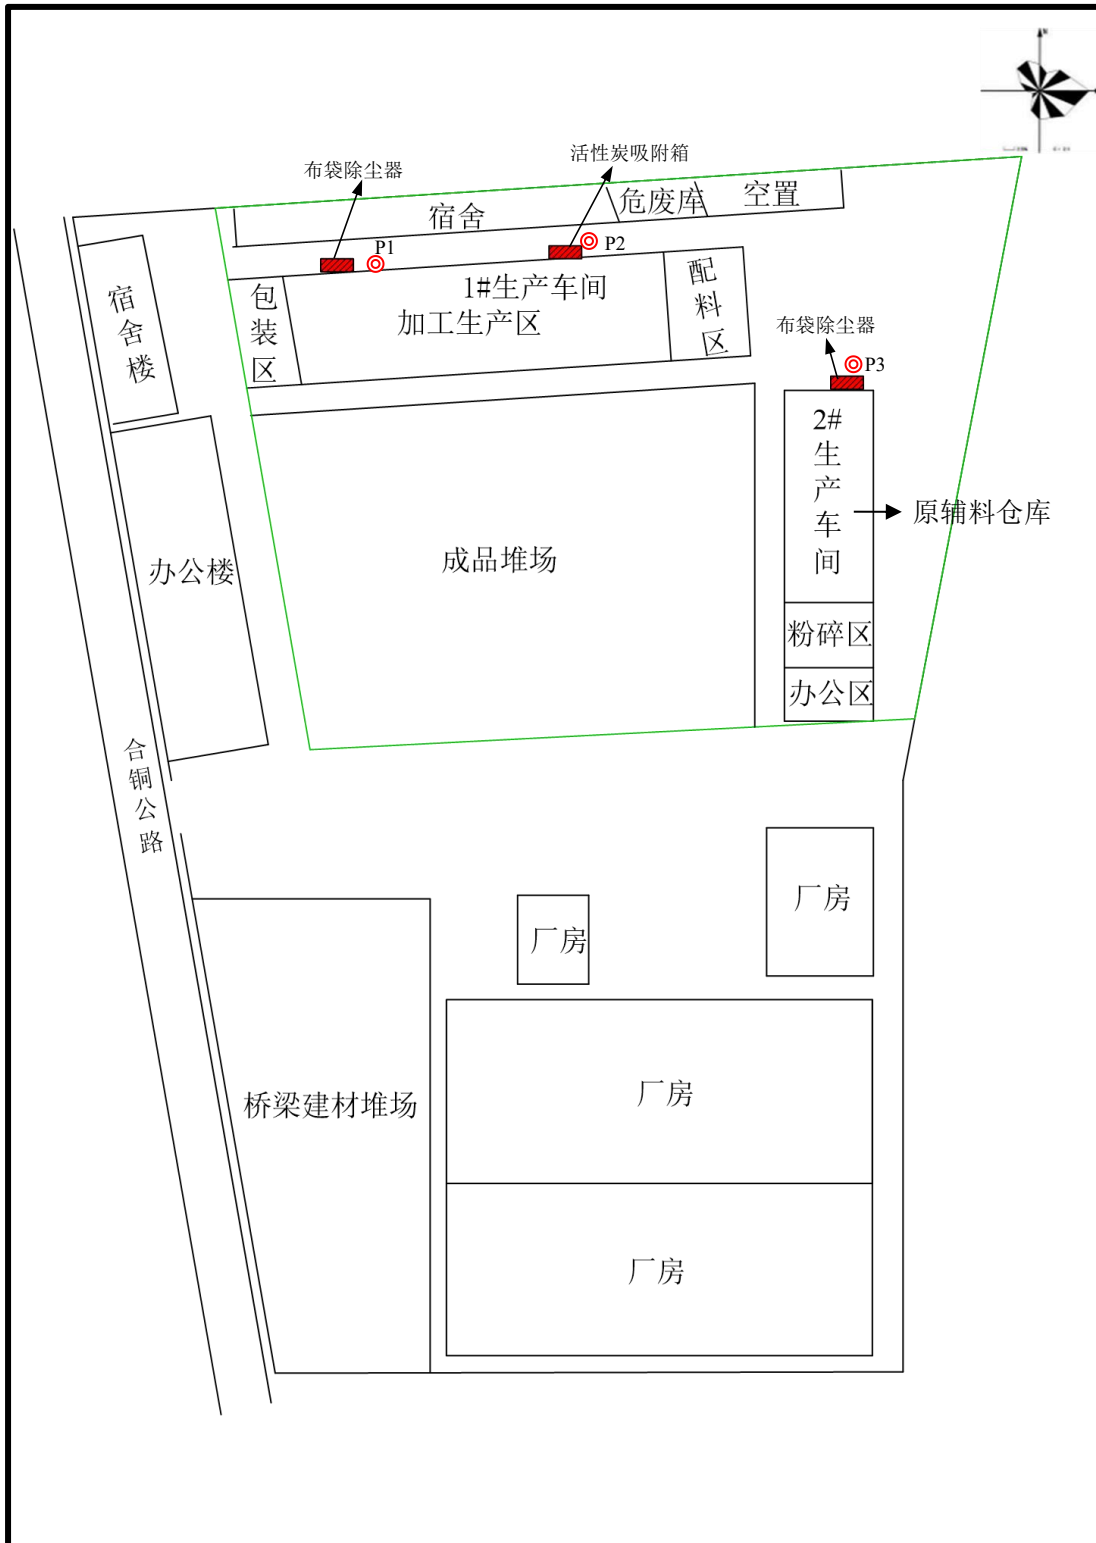 N
活性炭吸附箱
布袋除尘器
宿舍
危废库
空置
P1
P2
宿舍楼
包装区
1#生产车间
加工生产区
配料区
布袋除尘器
P3
2#生产车间
原辅料仓库
成品堆场
办公楼
粉碎区
办公区
合铜公路
厂房
厂房
桥梁建材堆场
厂房
厂房